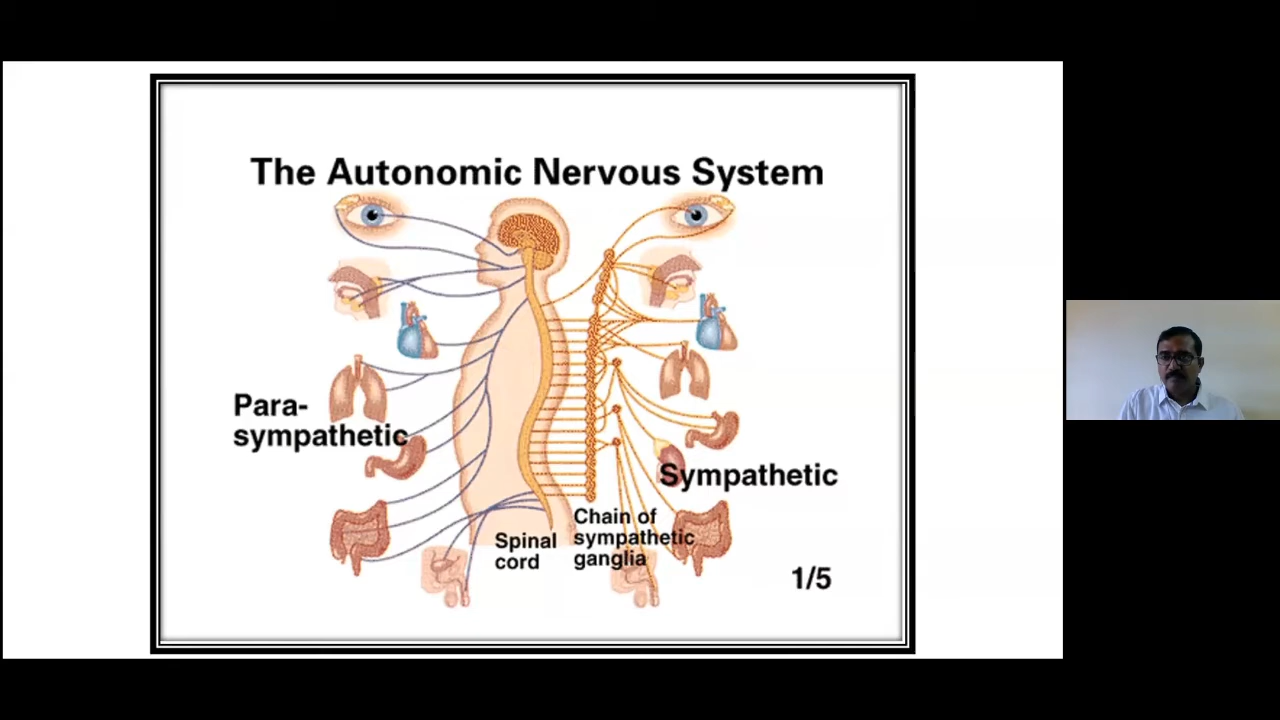 The Autonomic Nervous System
Para-
sympathetic
Sympathetic
Spinal
cord
Chain of
sympathetic
ganglia
1/5